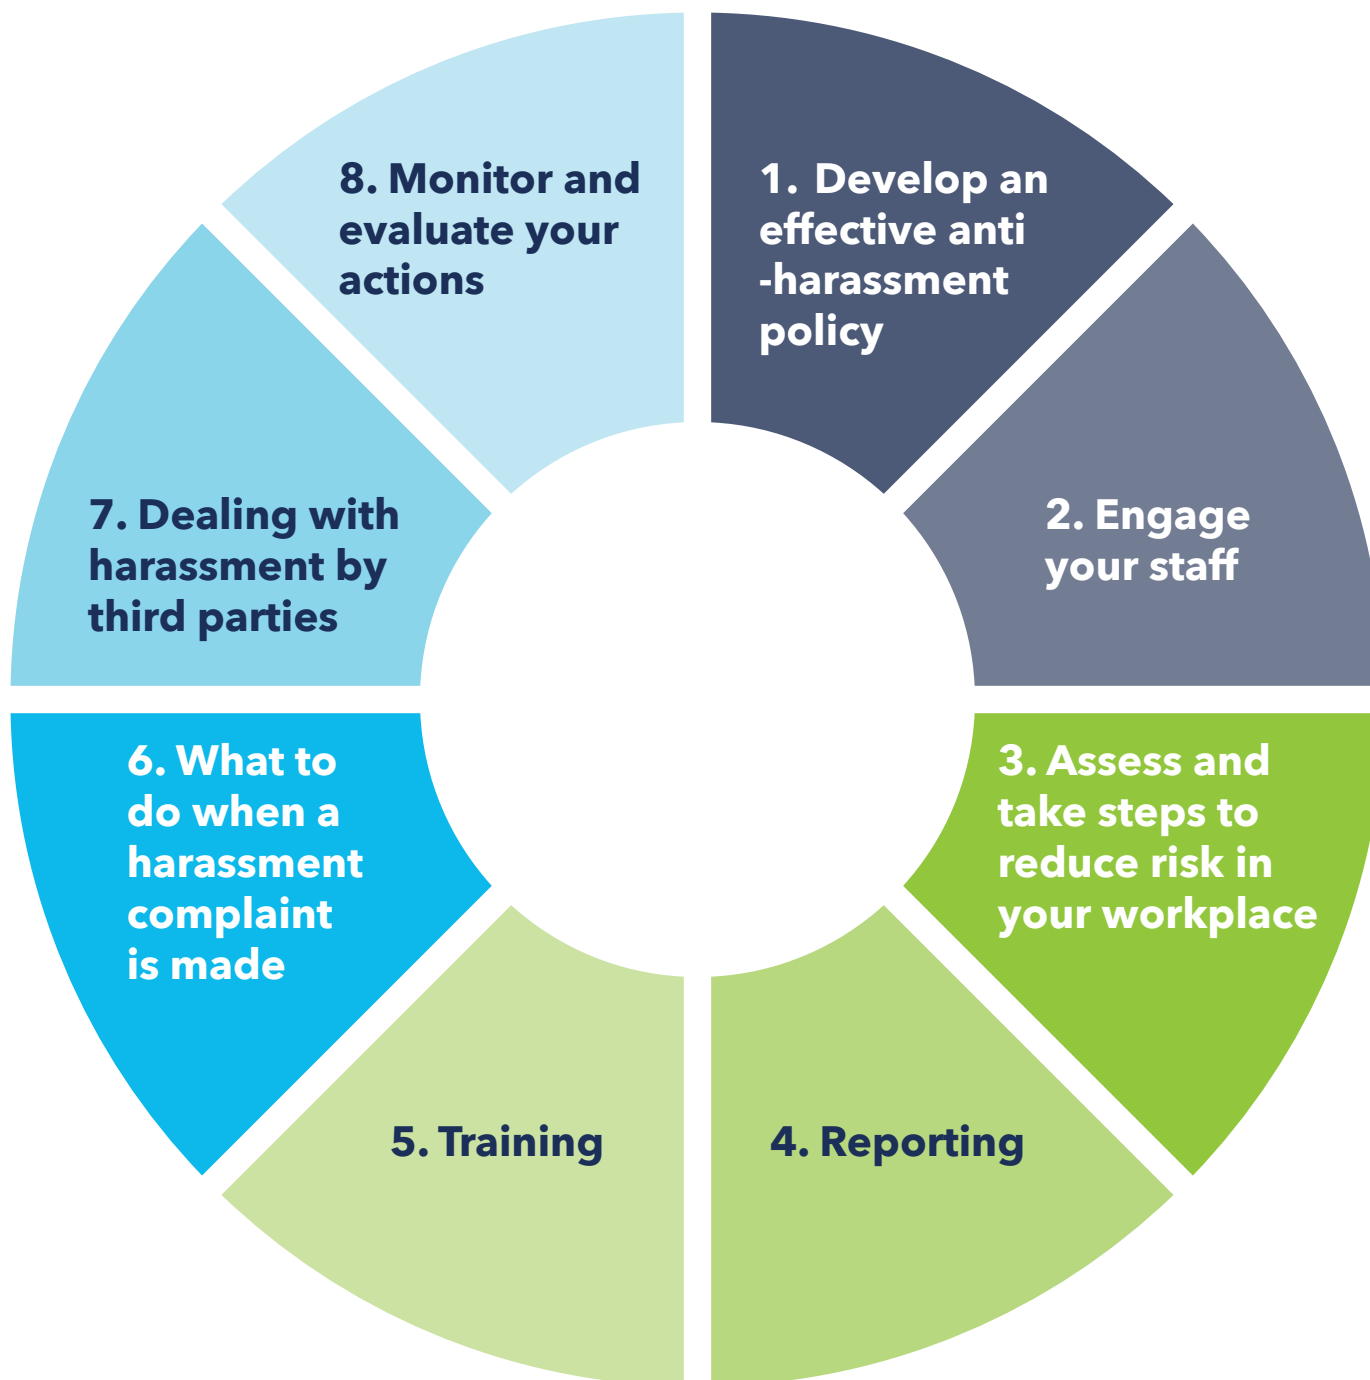 1. Develop an
effective anti
-harassment
policy
2. Engage
your staff
3. Assess and
take steps to
reduce risk in
your workplace
4. Reporting
5. Training
6. What to
do when a
harassment
complaint
is made
7. Dealing with
harassment by
third parties
8. Monitor and
evaluate your
actions